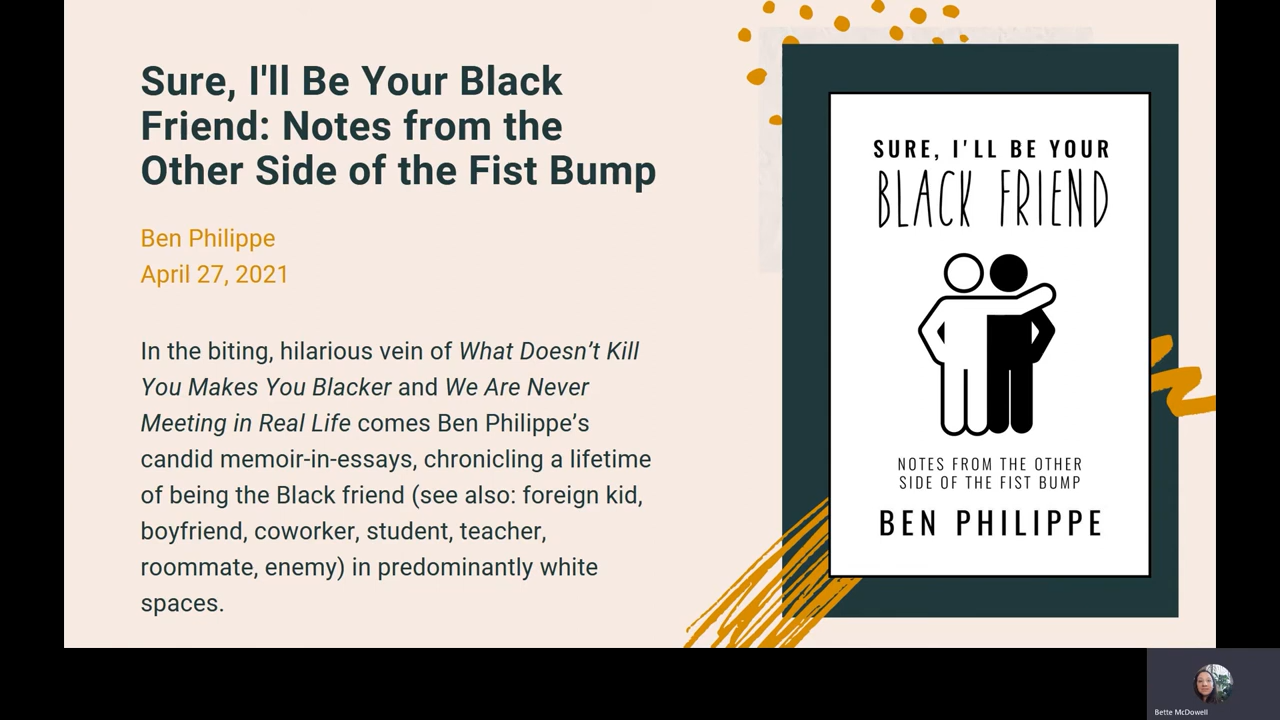 Sure, I'll Be Your Black
Friend: Notes from the
Other Side of the Fist Bump
Ben Philippe
April 27, 2021
In the biting, hilarious vein of What Doesn’t Kill
You Makes You Blacker and We Are Never
Meeting in Real Life comes Ben Philippe’s
candid memoir-in-essays, chronicling a lifetime
of being the Black friend (see also: foreign kid,
boyfriend, coworker, student, teacher,
roommate, enemy) in predominantly white
spaces.
SURE, I'LL BE YOUR
BLACK FRIEND
NOTES FROM THE OTHER
SIDE OF THE FIST BUMP
BEN PHILIPPE
Bette McDowell